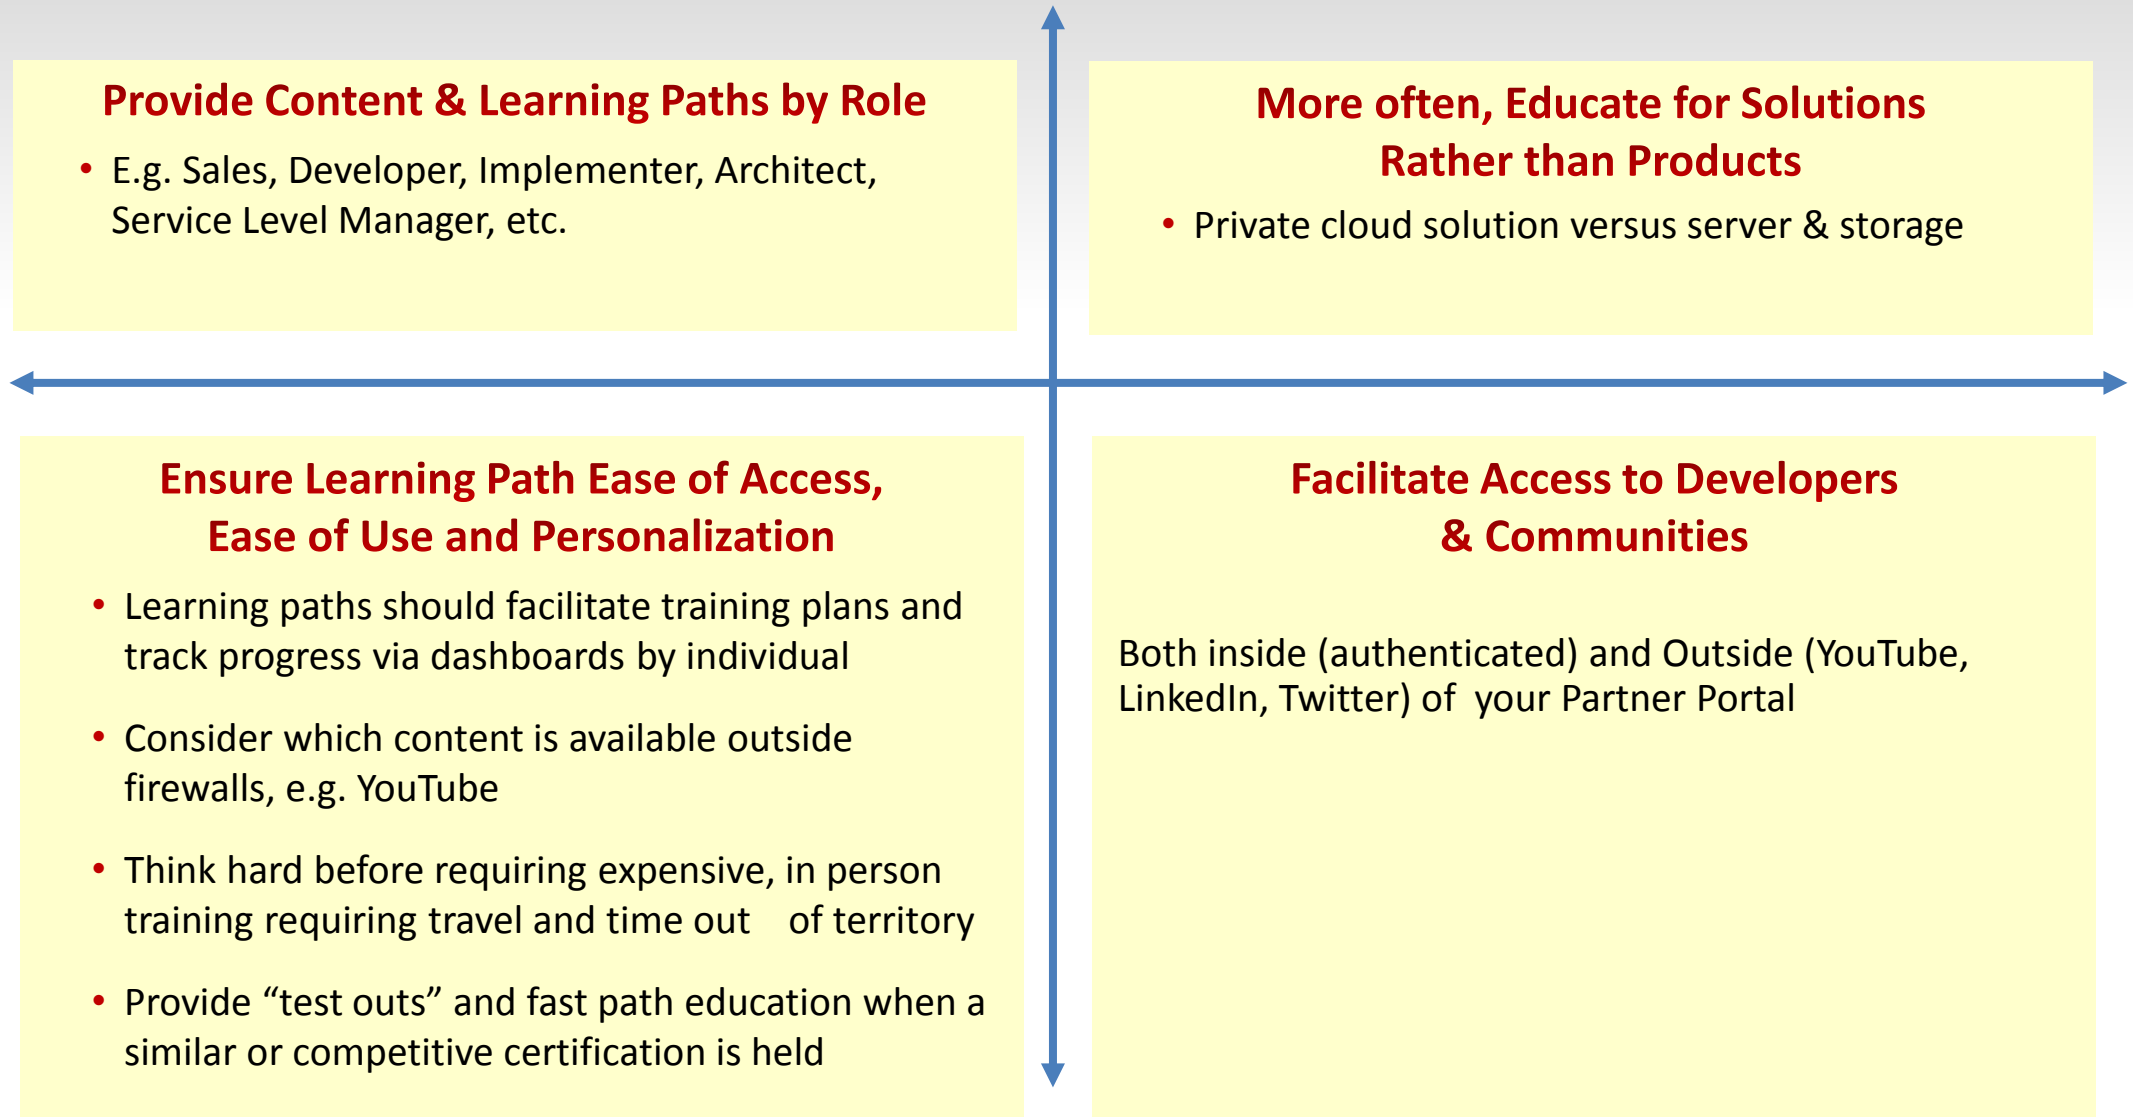 Provide Content & Learning Paths by Role
• E.g. Sales, Developer, Implementer, Architect,
Service Level Manager, etc.
More often, Educate for Solutions
Rather than Products
• Private cloud solution versus server & storage
Ensure Learning Path Ease of Access,
Ease of Use and Personalization
• Learning paths should facilitate training plans and
track progress via dashboards by individual
• Consider which content is available outside
firewalls, e.g. YouTube
• Think hard before requiring expensive, in person
training requiring travel and time out    of territory
• Provide “test outs” and fast path education when a
similar or competitive certification is held
Facilitate Access to Developers
& Communities
Both inside (authenticated) and Outside (YouTube,
LinkedIn, Twitter) of  your Partner Portal